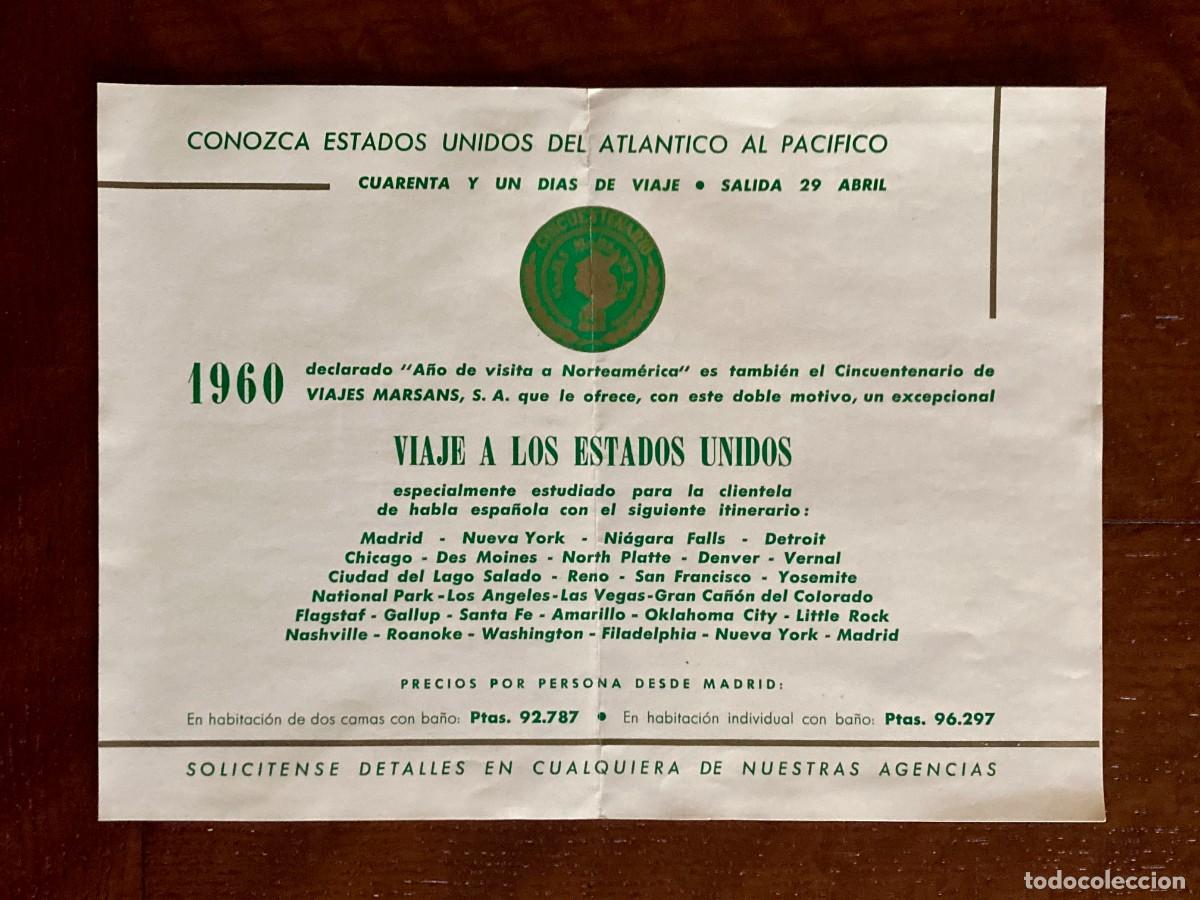 CONOZCA ESTADOS UNIDOS DEL ATLANTICO AL PACIFICO
CUARENTA Y UN DIAS DE VIAJE • SALIDA 29 ABRIL
CINCUENTENARIO
1960 declarado "Año de visita a Norteamérica" es también el Cincuentenario de
VIAJES MARSANS, S. A. que le ofrece, con este doble motivo, un excepcional
VIAJE A LOS ESTADOS UNIDOS
especialmente estudiado para la clientela
de habla española con el siguiente itinerario:
Madrid - Nueva York - Niágara Falls - Detroit
Chicago - Des Moines - North Platte - Denver - Vernal
Ciudad del Lago Salado - Reno - San Francisco - Yosemite
National Park - Los Angeles - Las Vegas - Gran Cañón del Colorado
Flagstaf - Gallup - Santa Fe - Amarillo - Oklahoma City - Little Rock
Nashville - Roanoke - Washington - Filadelphia - Nueva York - Madrid
PRECIOS POR PERSONA DESDE MADRID:
En habitación de dos camas con baño: Ptas. 92.787 • En habitación individual con baño: Ptas. 96.297
SOLICITENSE DETALLES EN CUALQUIERA DE NUESTRAS AGENCIAS
todocoleccion